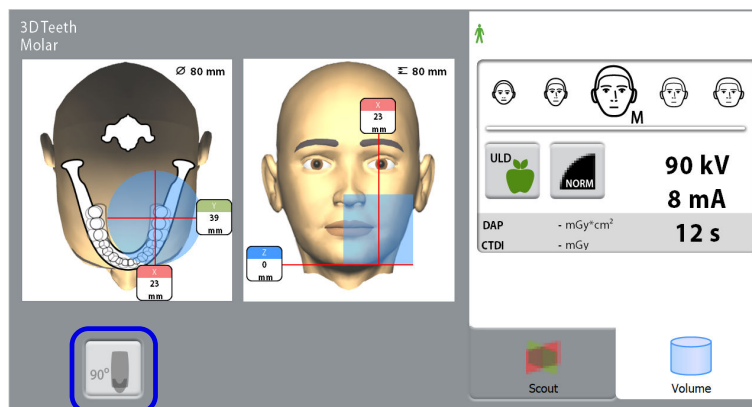 3D Teeth
Molar
Ø 80 mm
80 mm
X
23
mm
Y
39
mm
X
23
mm
Z
0
mm
M
ULD
NORM
90 kV
8 mA
12 s
DAP - mGy*cm²
CTDI - mGy
90°
Scout
Volume